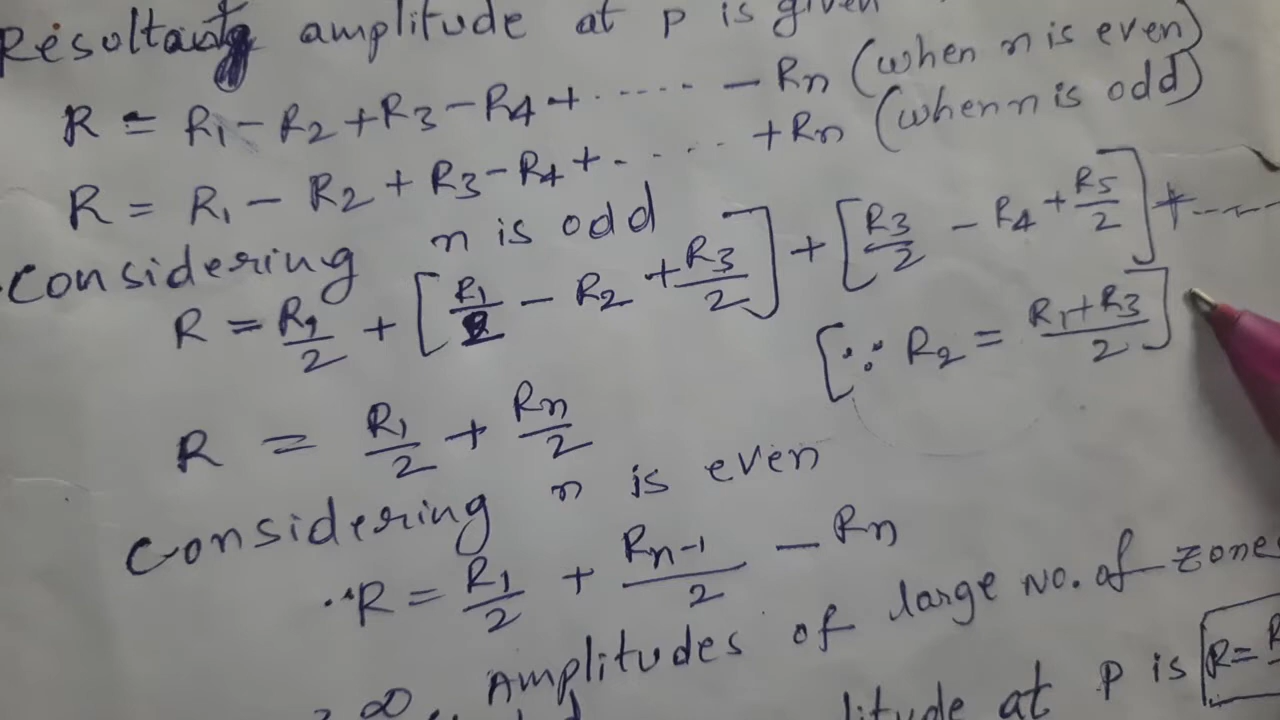 Resultant amplitude at P is given
R = R₁ - R₂ + R₃ - R₄ + ...... - Rn (when n is even)
R = R₁ - R₂ + R₃ - R₄ + ...... + Rn (when n is odd)
Considering n is odd
R = R₁/2 + [R₁/2 - R₂ + R₃/2] + [R₃/2 - R₄ + R₅/2] + -----
[∵ R₂ = (R₁+R₃)/2]
R = R₁/2 + Rn/2
Considering n is even
∴ R = R₁/2 + Rn-1/2 - Rn
∞ Amplitudes of large No. of zone
litude at P is R =